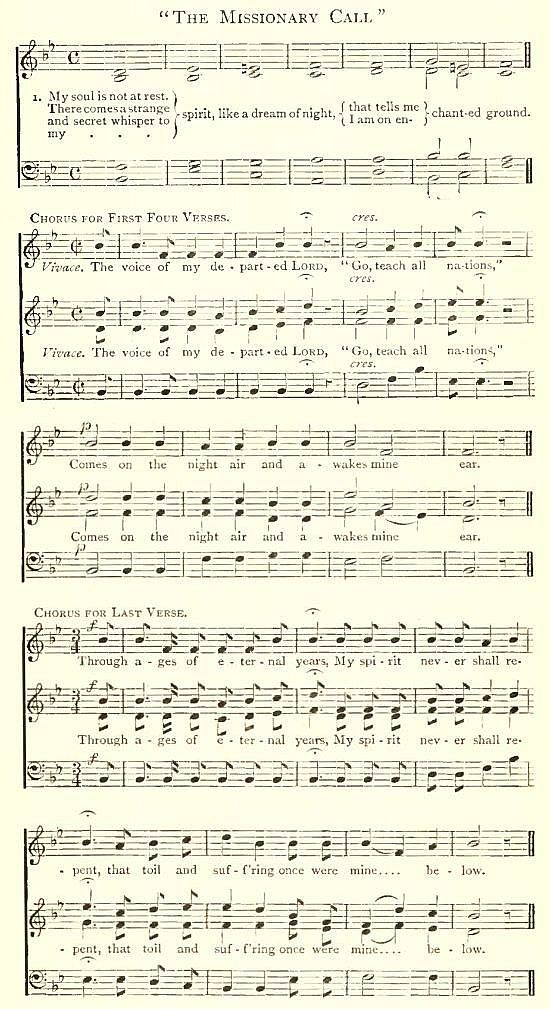 "The Missionary Call"
1. My soul is not at rest.
There comes a strange
and secret whisper to
my . . . .
spirit, like a dream of night,
that tells me
I am on en-
chant-ed ground.
Chorus for First Four Verses.
cres.
Vivace. The voice of my de - part - ed Lord, "Go, teach all na-tions,"
cres.
Vivace. The voice of my de - part - ed Lord, "Go, teach all na-tions,"
cres.
p
Comes on the night air and a - wakes mine ear.
p
Comes on the night air and a - wakes mine ear.
p
Chorus for Last Verse.
f
Through a - ges of e - ter - nal years, My spi - rit nev - er shall re-
f
Through a - ges of e - ter - nal years, My spi - rit nev - er shall re-
f
- pent, that toil and suf - f'ring once were mine.... be - low.
- pent, that toil and suf - f'ring once were mine.... be - low.